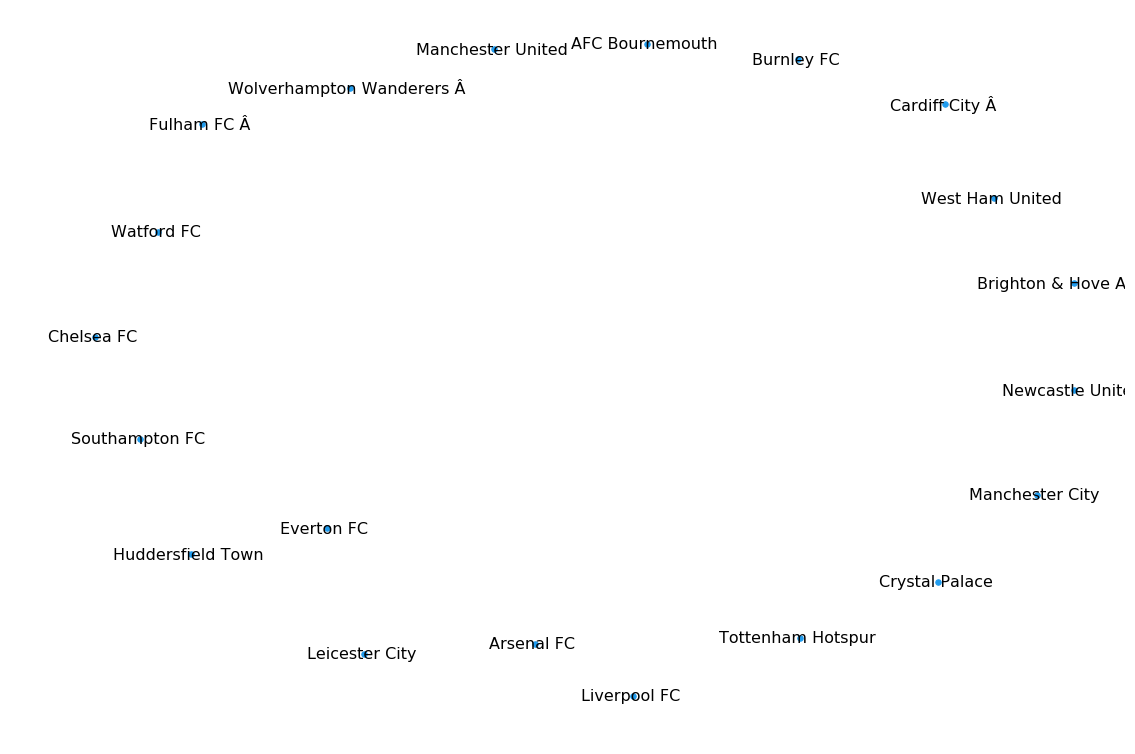 AFC Bournemouth
Manchester United
Burnley FC
Wolverhampton Wanderers Â
Cardiff City Â
Fulham FC Â
West Ham United
Watford FC
Brighton & Hove A
Chelsea FC
Newcastle Unite
Southampton FC
Manchester City
Everton FC
Huddersfield Town
Crystal Palace
Tottenham Hotspur
Arsenal FC
Leicester City
Liverpool FC